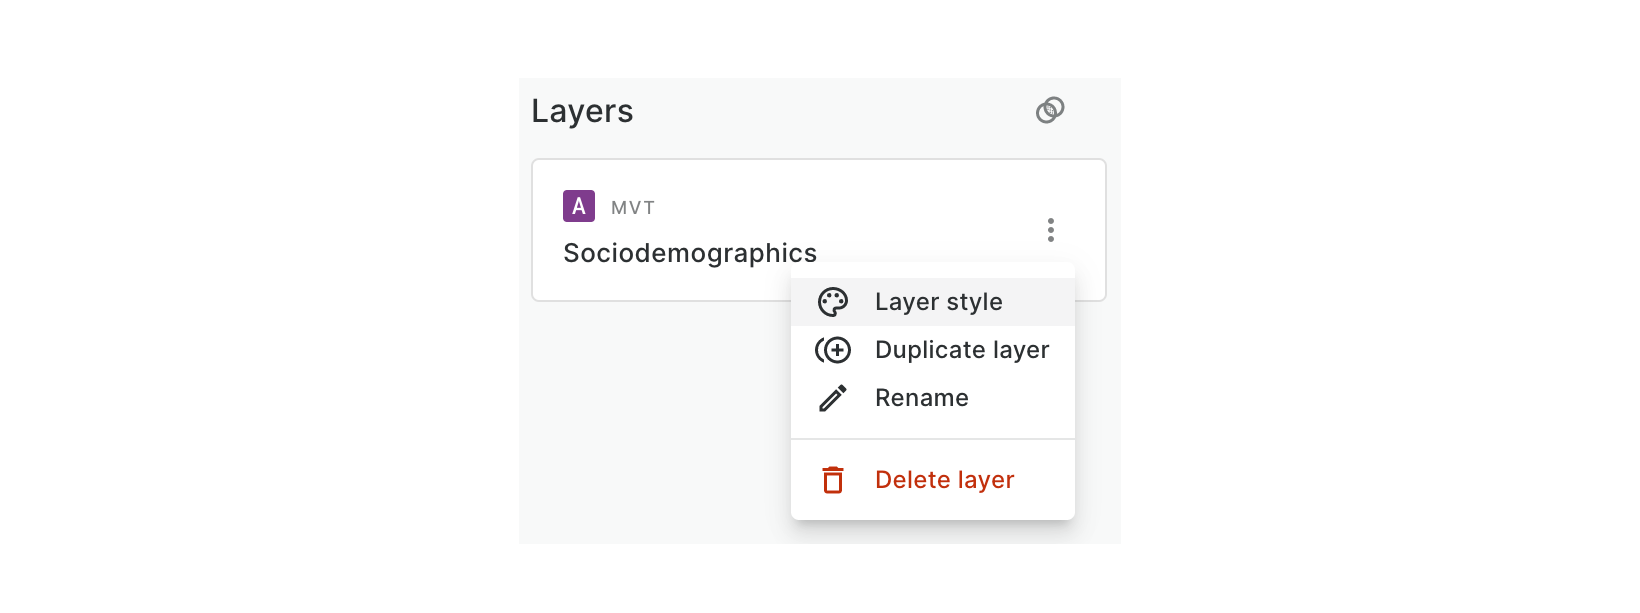 Layers
A MVT
Sociodemographics
Layer style
Duplicate layer
Rename
Delete layer